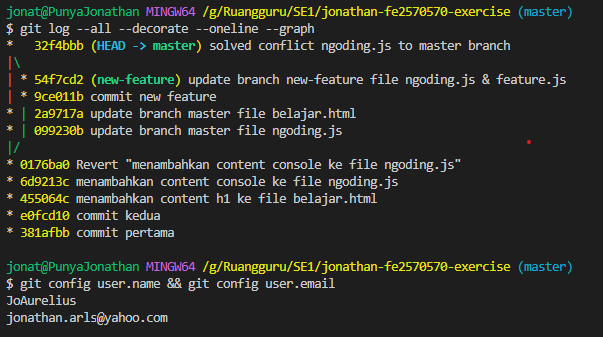 jonat@PunyaJonathan MINGW64 /g/Ruangguru/SE1/jonathan-fe2570570-exercise (master)
$ git log --all --decorate --oneline --graph
*   32f4bbb (HEAD -> master) solved conflict ngoding.js to master branch
|\
| * 54f7cd2 (new-feature) update branch new-feature file ngoding.js & feature.js
| * 9ce011b commit new feature
* | 2a9717a update branch master file belajar.html
* | 099230b update branch master file ngoding.js
|/
* 0176ba0 Revert "menambahkan content console ke file ngoding.js"
* 6d9213c menambahkan content console ke file ngoding.js
* 455064c menambahkan content h1 ke file belajar.html
* e0fcd10 commit kedua
* 381afbb commit pertama

jonat@PunyaJonathan MINGW64 /g/Ruangguru/SE1/jonathan-fe2570570-exercise (master)
$ git config user.name && git config user.email
JoAurelius
jonathan.arls@yahoo.com